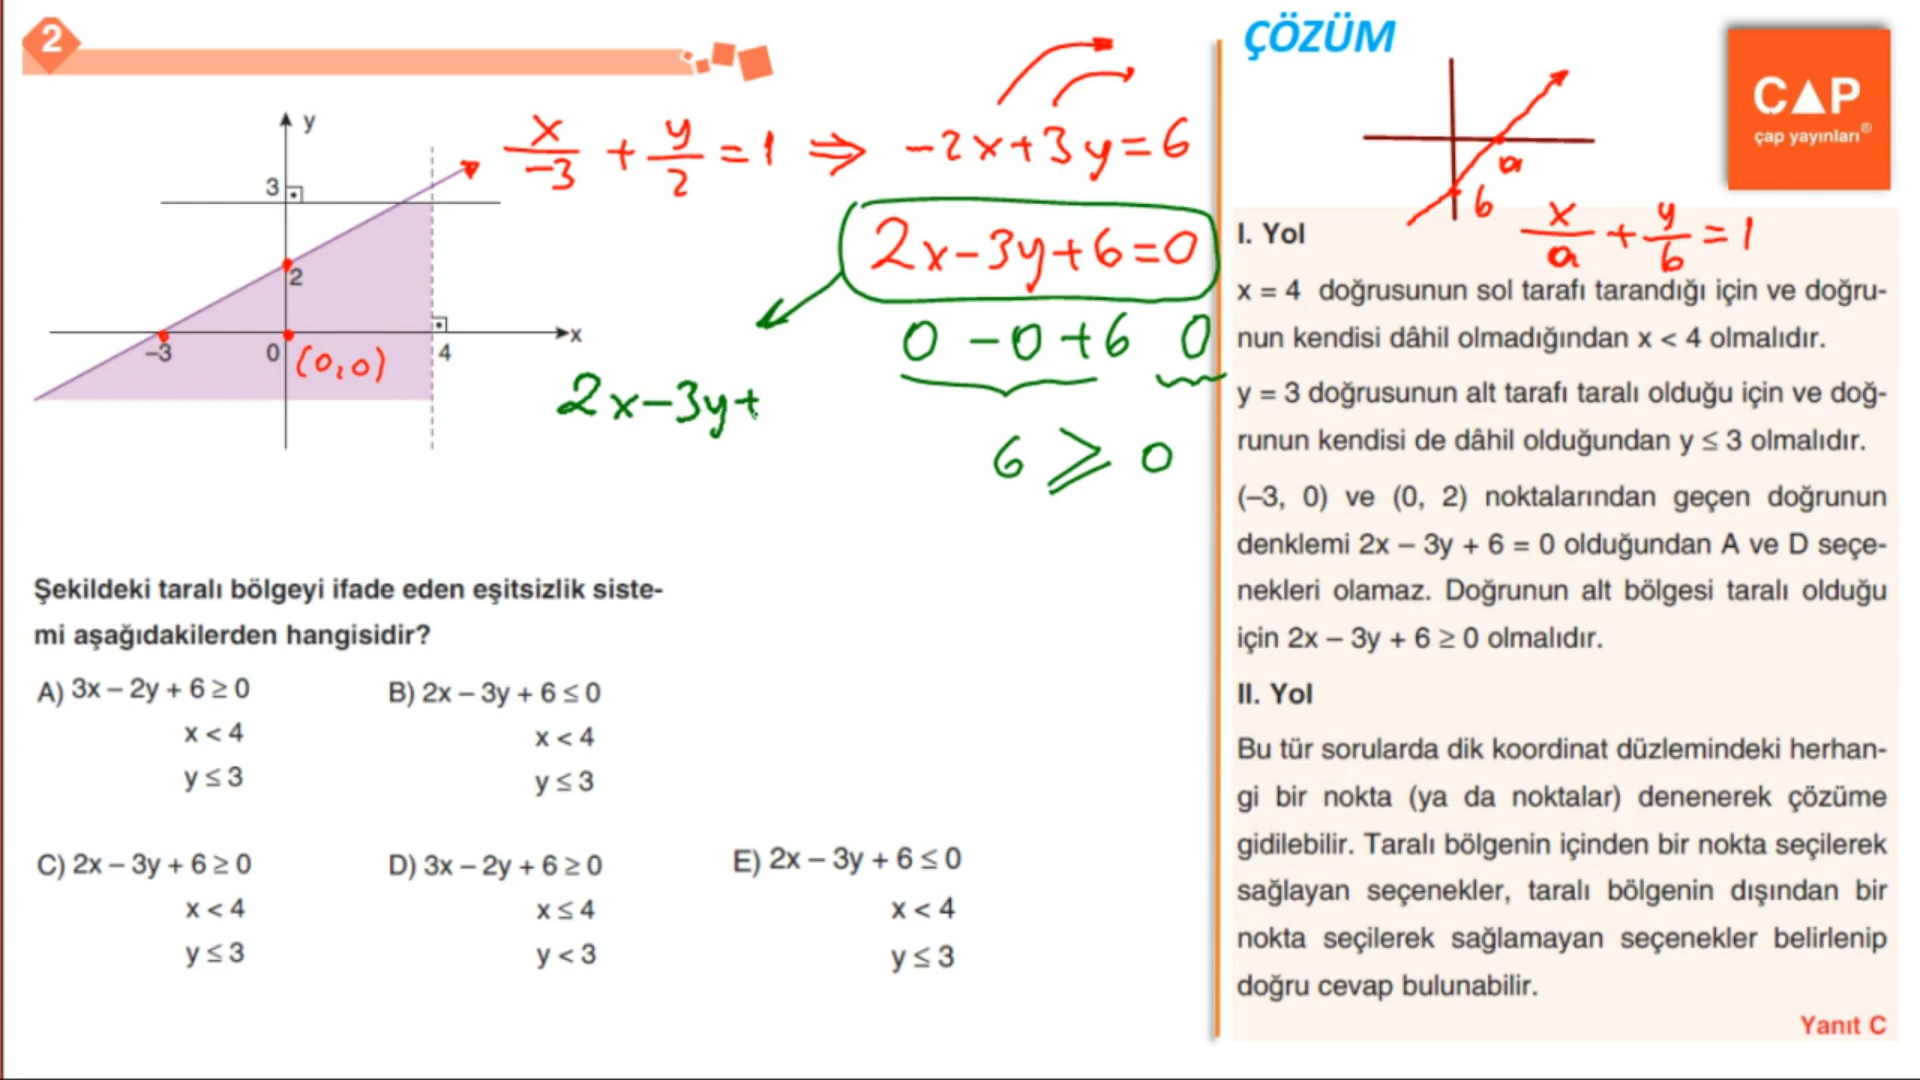 2
y
3
2
-3
0
4
x
(0,0)
x/-3 + y/2 = 1 ⇒ -2x+3y=6
2x-3y+6=0
0 -0+6 0
6 ⩾ 0
2x-3y+
Şekildeki taralı bölgeyi ifade eden eşitsizlik siste-
mi aşağıdakilerden hangisidir?
A) 3x – 2y + 6 ≥ 0
x < 4
y ≤ 3
B) 2x – 3y + 6 ≤ 0
x < 4
y ≤ 3
C) 2x – 3y + 6 ≥ 0
x < 4
y ≤ 3
D) 3x – 2y + 6 ≥ 0
x ≤ 4
y < 3
E) 2x – 3y + 6 ≤ 0
x < 4
y ≤ 3
ÇÖZÜM
a
b
x/a + y/b = 1
CAP
çap yayınları®
I. Yol
x = 4 doğrusunun sol tarafı tarandığı için ve doğru-
nun kendisi dâhil olmadığından x < 4 olmalıdır.
y = 3 doğrusunun alt tarafı taralı olduğu için ve doğ-
runun kendisi de dâhil olduğundan y ≤ 3 olmalıdır.
(–3, 0) ve (0, 2) noktalarından geçen doğrunun
denklemi 2x – 3y + 6 = 0 olduğundan A ve D seçe-
nekleri olamaz. Doğrunun alt bölgesi taralı olduğu
için 2x – 3y + 6 ≥ 0 olmalıdır.
II. Yol
Bu tür sorularda dik koordinat düzlemindeki herhan-
gi bir nokta (ya da noktalar) denenerek çözüme
gidilebilir. Taralı bölgenin içinden bir nokta seçilerek
sağlayan seçenekler, taralı bölgenin dışından bir
nokta seçilerek sağlamayan seçenekler belirlenip
doğru cevap bulunabilir.
Yanıt C